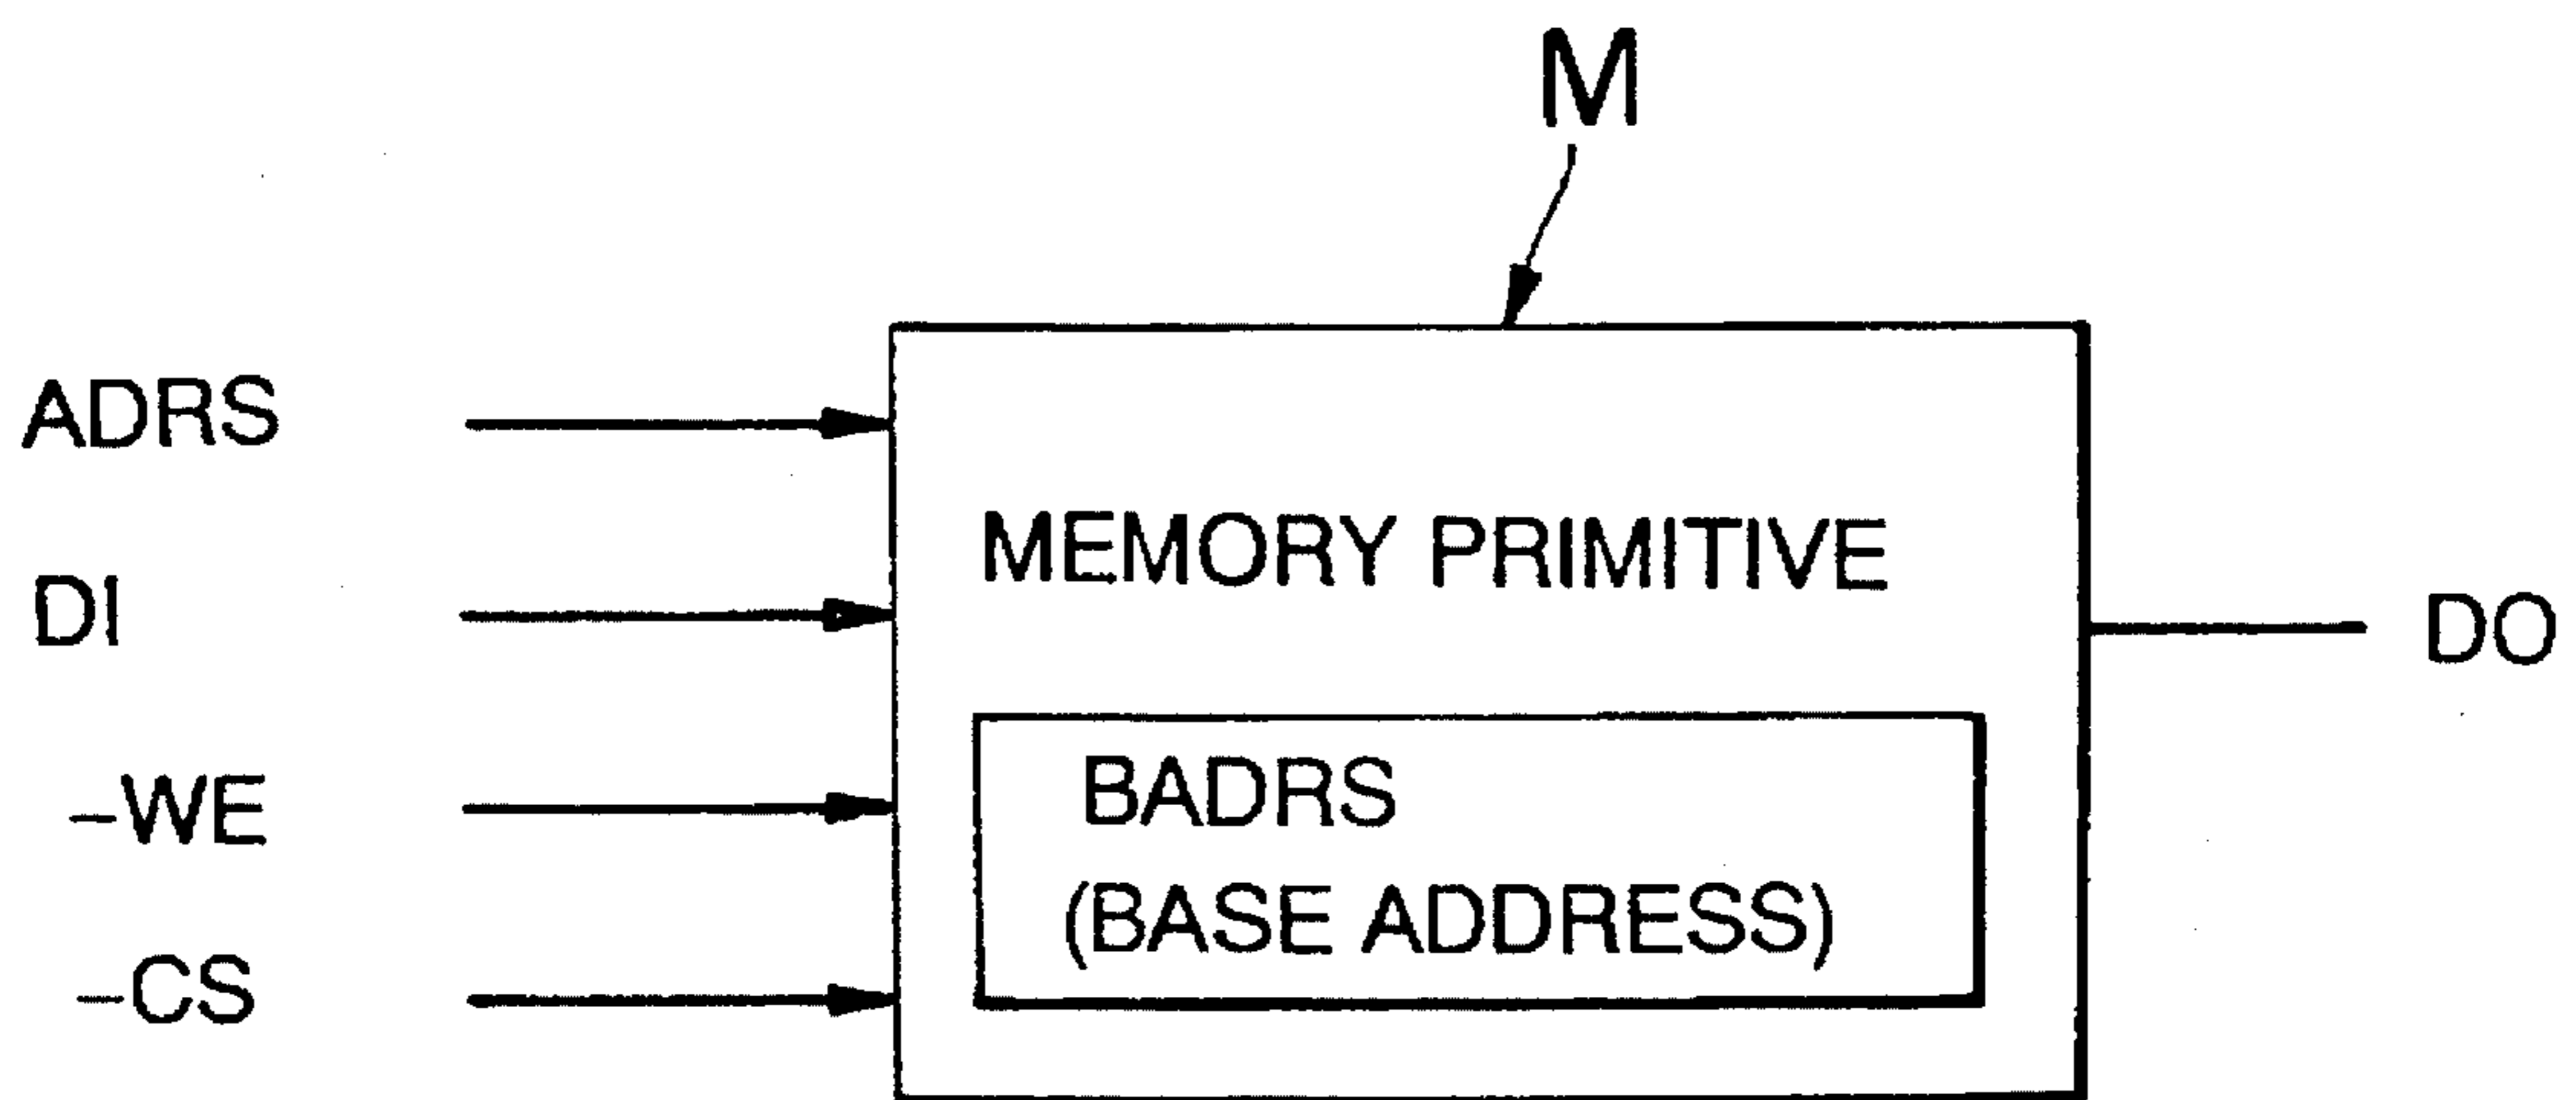 M
ADRS
MEMORY PRIMITIVE
DI
DO
BADRS
–WE
(BASE ADDRESS)
–CS